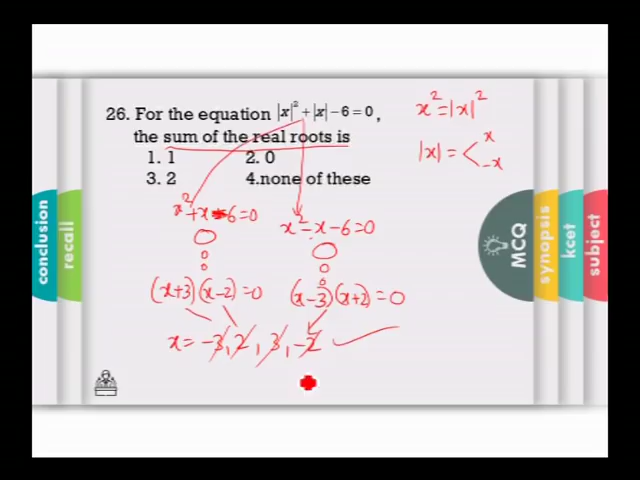 26. For the equation |x|² + |x| - 6 = 0,
the sum of the real roots is
1. 1 2. 0
3. 2 4.none of these
x² = |x|²
|x| = < x
-x
x² + x - 6 = 0
x² - x - 6 = 0
(x+3)(x-2) = 0
(x-3)(x+2) = 0
x = -3, 2, 3, -2
conclusion
recall
MCQ
synopsis
kcet
subject